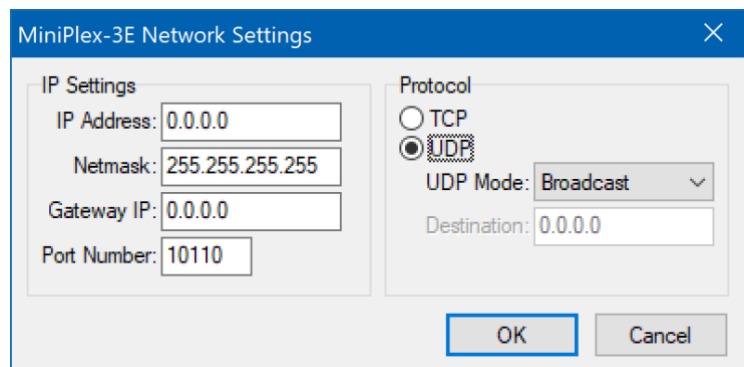 MiniPlex-3E Network Settings
IP Settings
IP Address: 0.0.0.0
Netmask: 255.255.255.255
Gateway IP: 0.0.0.0
Port Number: 10110
Protocol
TCP
UDP
UDP Mode: Broadcast
Destination: 0.0.0.0
OK
Cancel